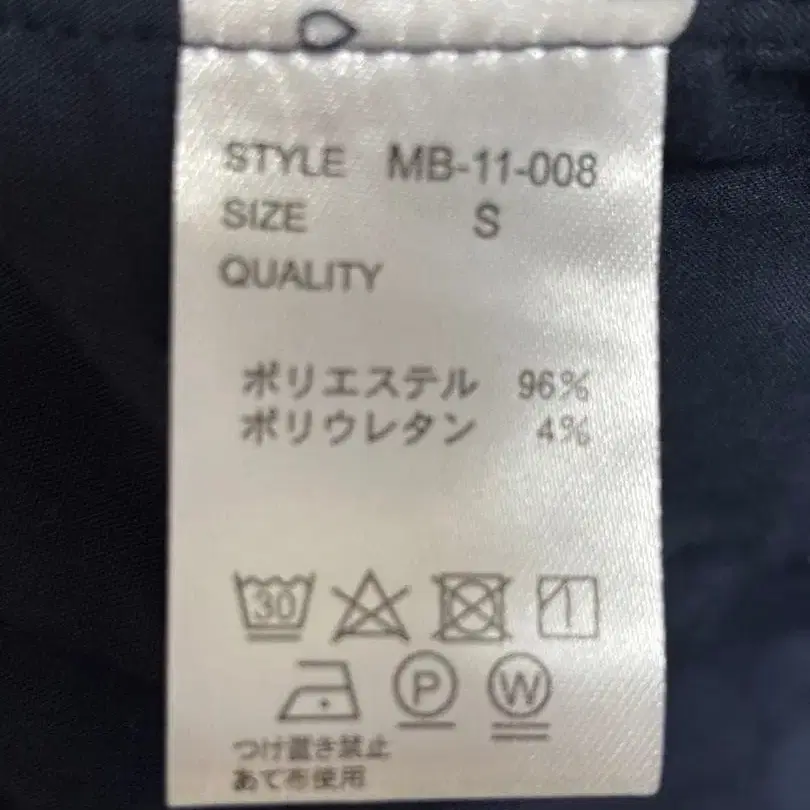 STYLE MB-11-008
SIZE S
QUALITY
ポリエステル 96%
ポリウレタン 4%
30
P W
つけ置き禁止
あて布使用